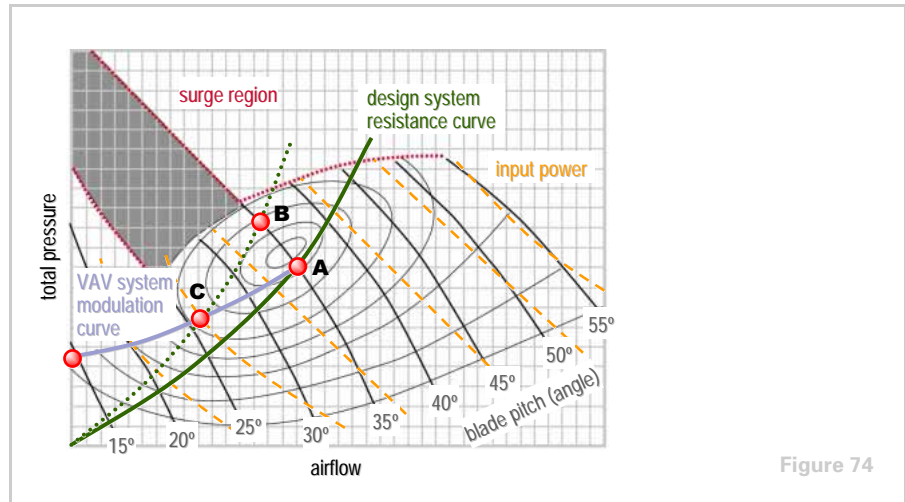 surge region
design system
resistance curve
input power
total pressure
B
A
C
VAV system
modulation
curve
55º
50º
45º
40º
35º
30º
25º
20º
15º
blade pitch (angle)
airflow
Figure 74